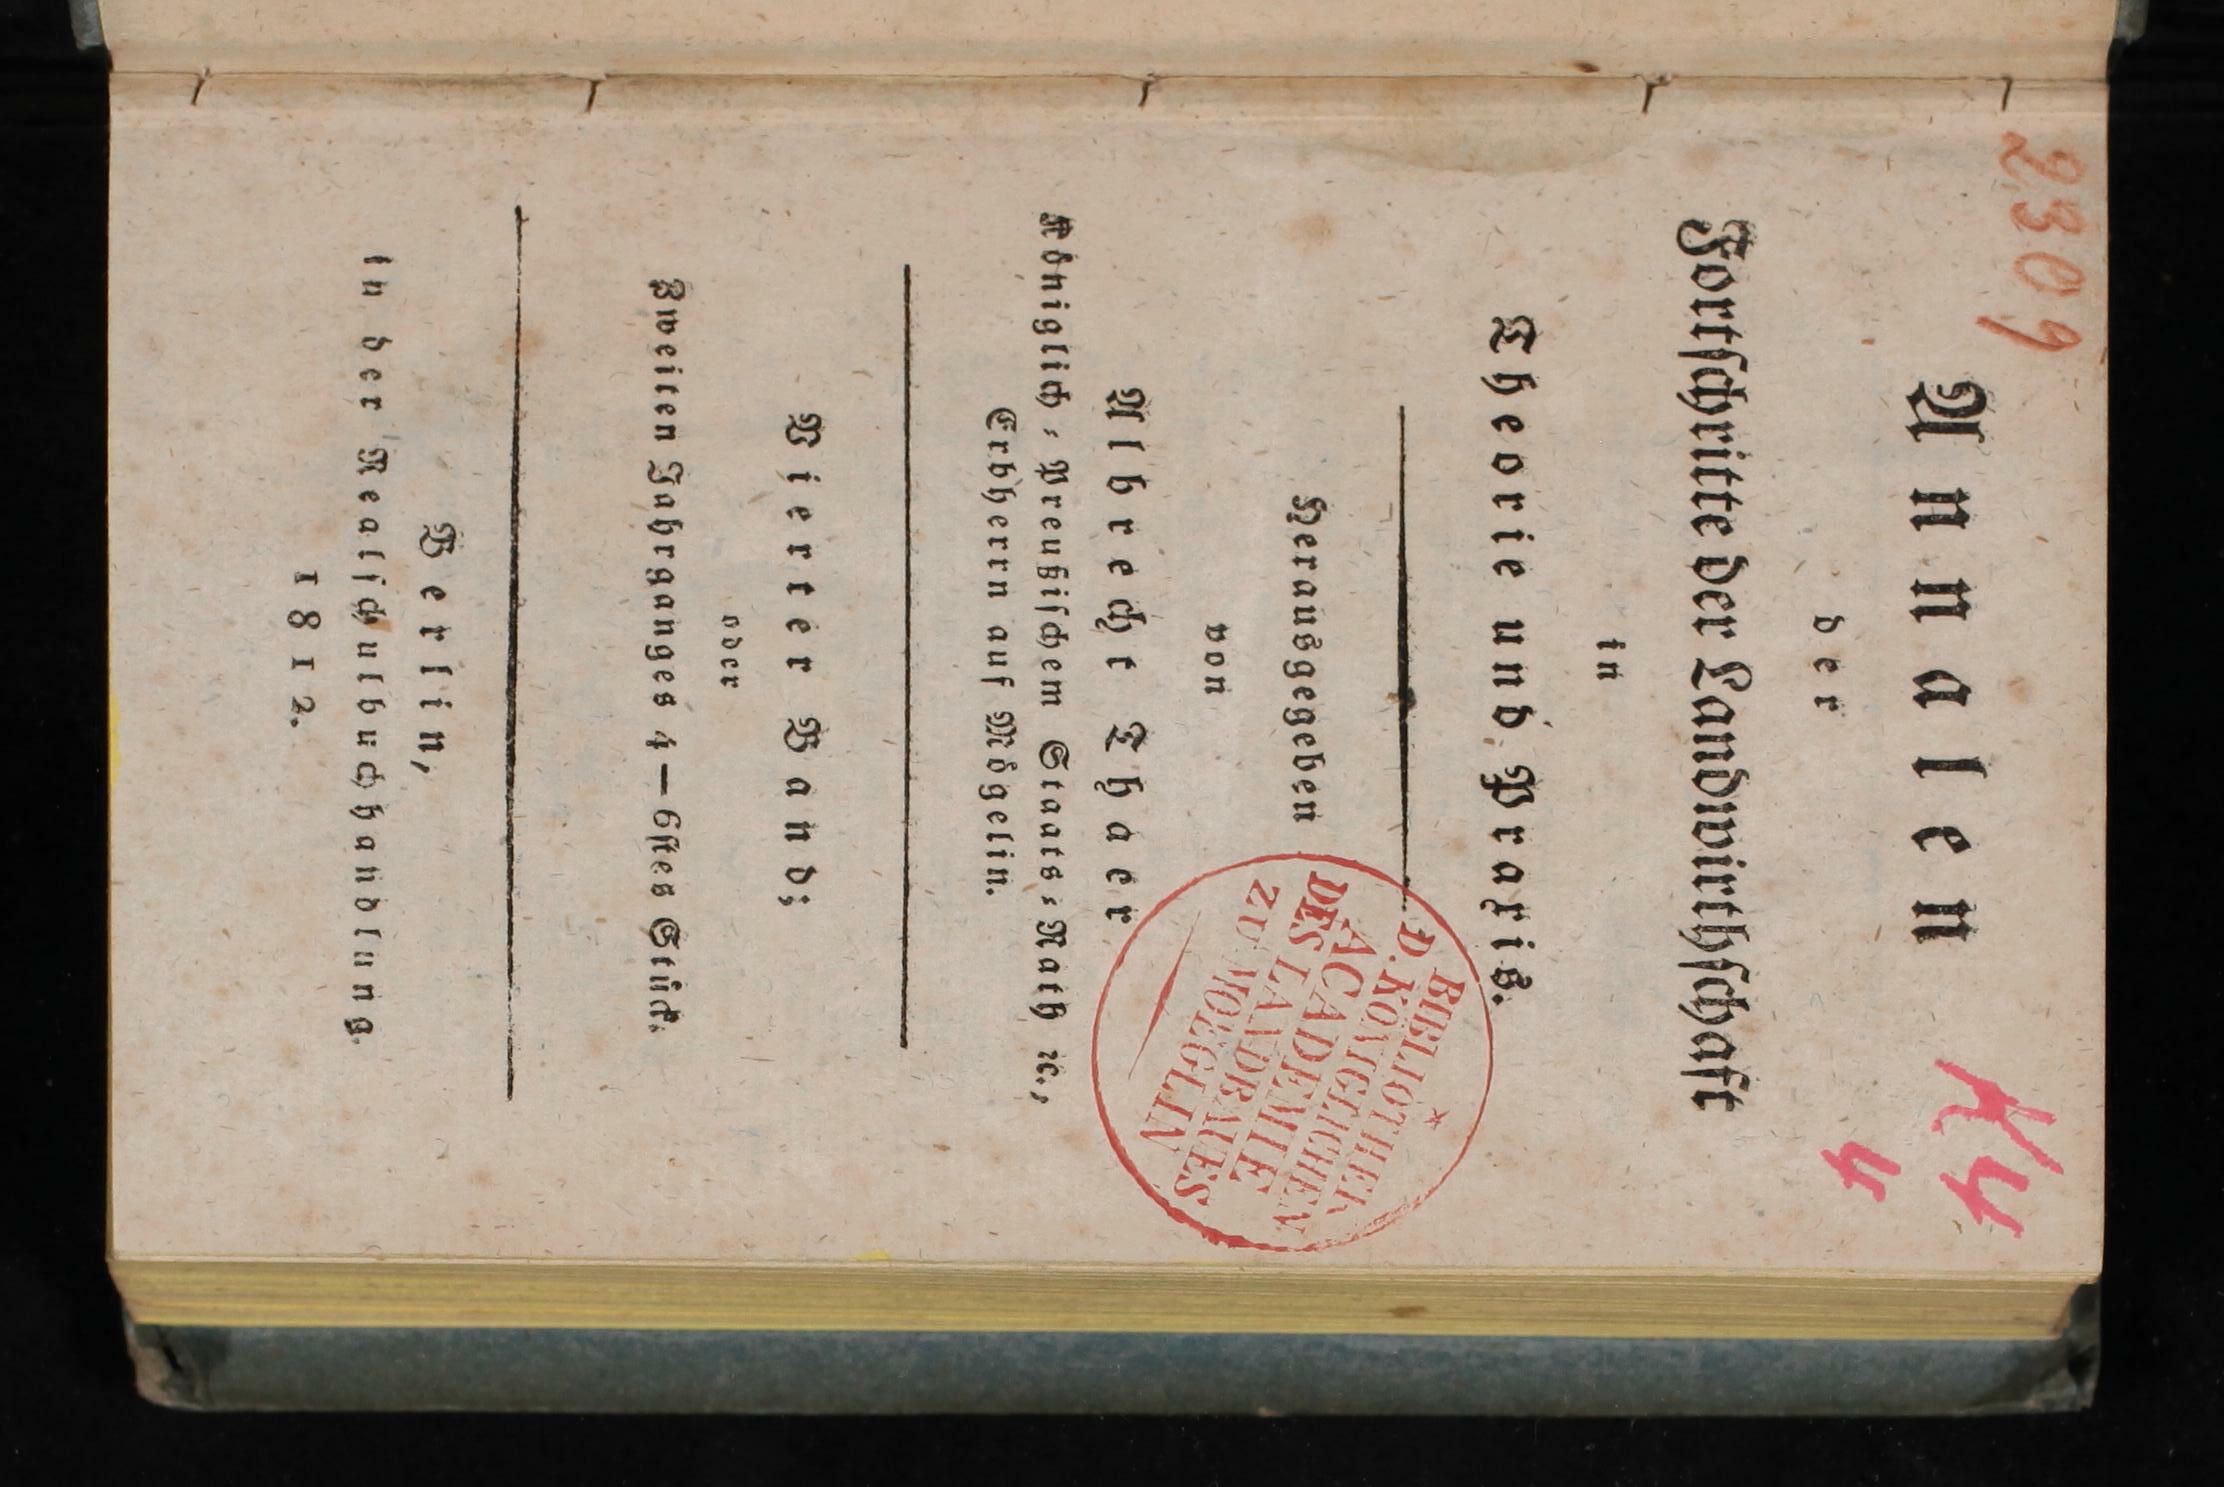 2309
Annalen
K4
der
4
Fortschritte der Landwirthschaft
in
Theorie und Praxis.
Herausgegeben
von
Albrecht Thaer
Königlich-Preußischem Staats-Rath ꝛc.,
Erbherrn auf Mögelin.
BIBLIOTHEK
D. KÖNIGLICHEN
ACADEMIE
DES LANDBAUES
ZU MOEGLIN
Vierter Band;
oder
Zweiten Jahrganges 4—6stes Stück.
Berlin,
in der Realschulbuchhandlung.
1812.